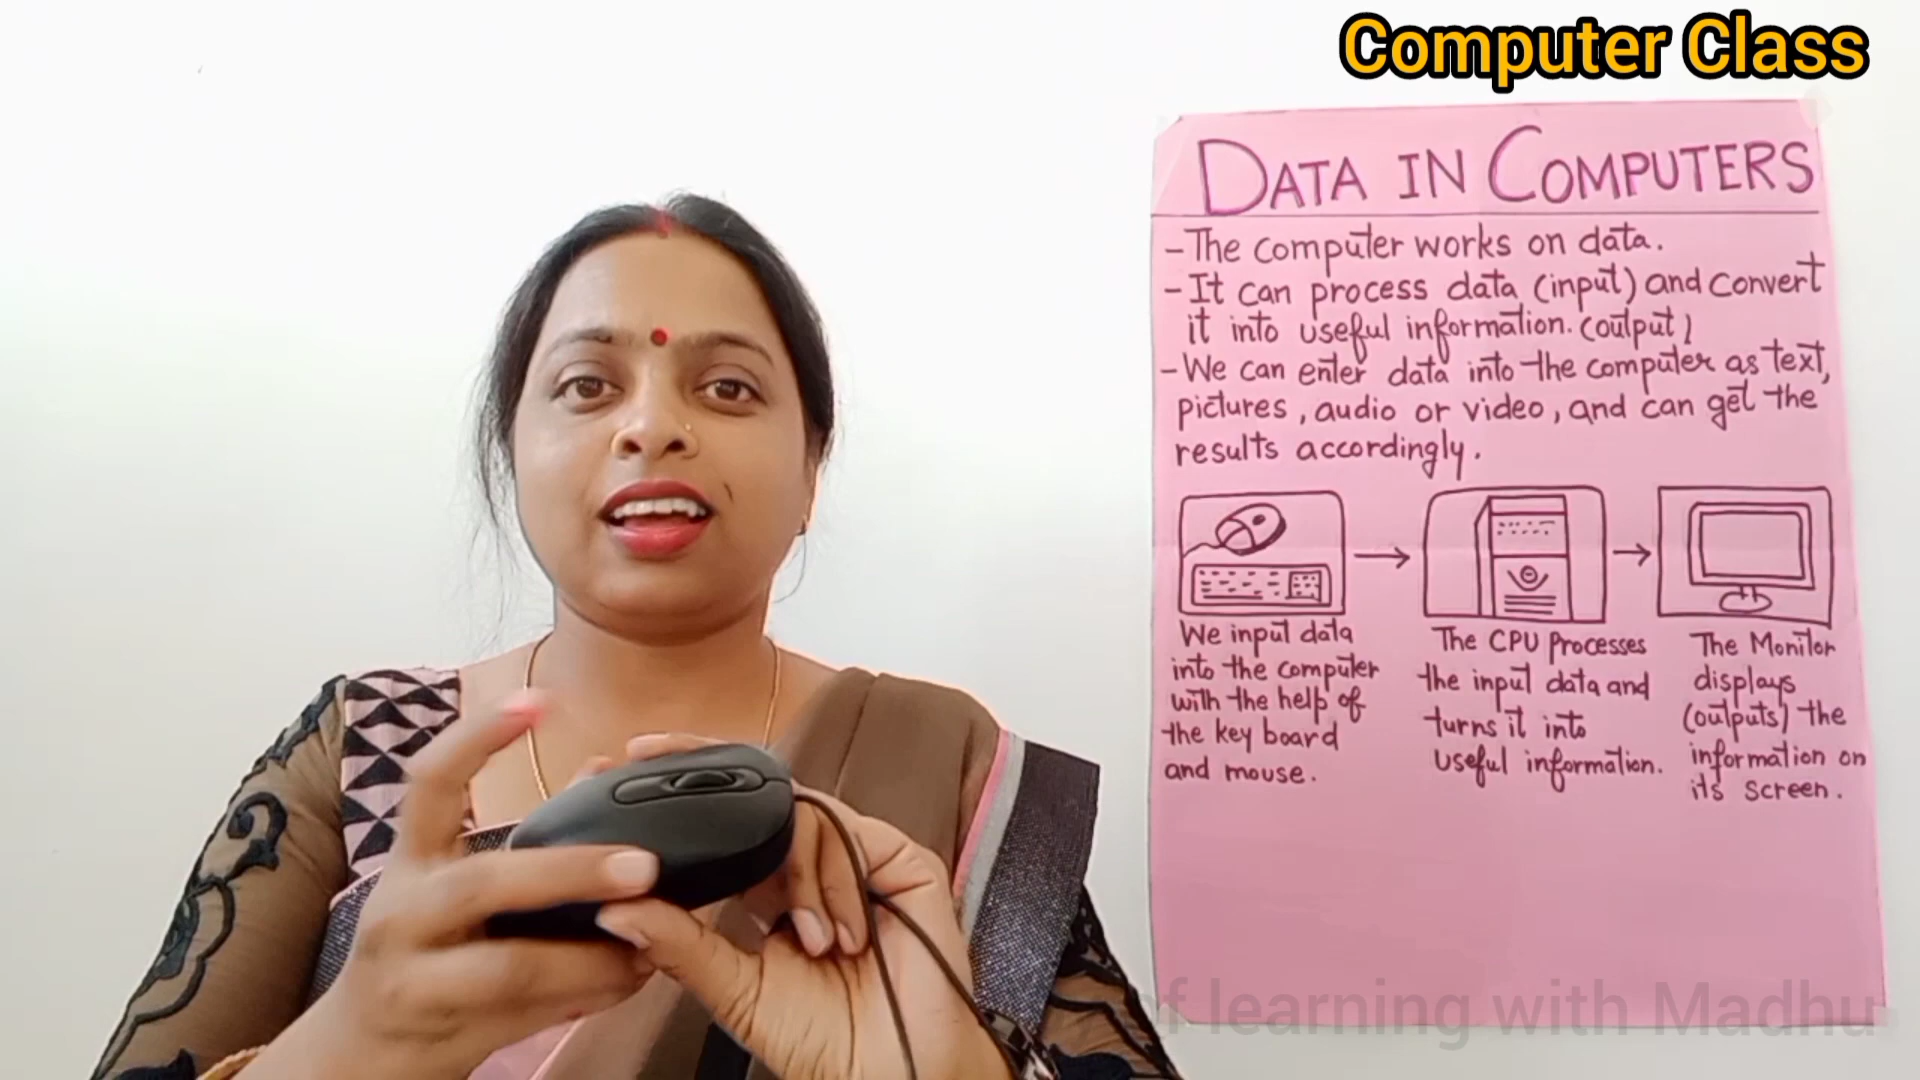 Computer Class
DATA IN COMPUTERS
- The computer works on data.
- It can process data (input) and convert
it into useful information. (output)
- We can enter data into the computer as text,
pictures, audio or video, and can get the
results accordingly.
We input data
into the computer
with the help of
the key board
and mouse.
The CPU Processes
the input data and
turns it into
useful information.
The Monitor
displays
(outputs) the
information on
its screen.
of learning with Madhu